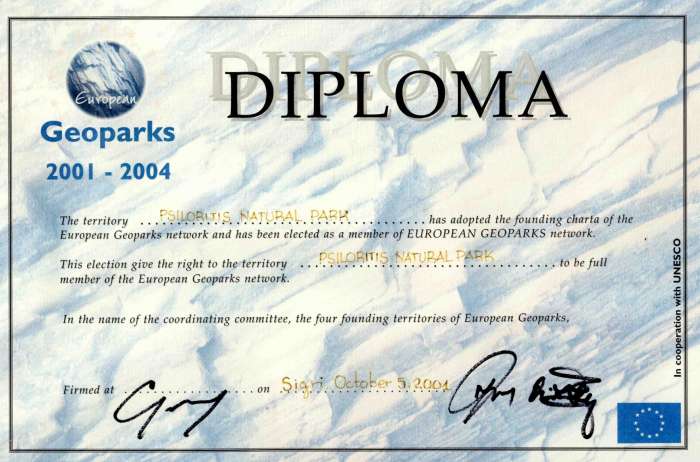 European
Geoparks
2001 - 2004
DIPLOMA
The territory PSILORITIS NATURAL PARK has adopted the founding charta of the
European Geoparks network and has been elected as a member of EUROPEAN GEOPARKS network.
This election give the right to the territory PSILORITIS NATURAL PARK to be full
member of the European Geoparks network.
In the name of the coordinating committee, the four founding territories of European Geoparks,
Firmed at on Sigri, October 5, 2001
In cooperation with UNESCO